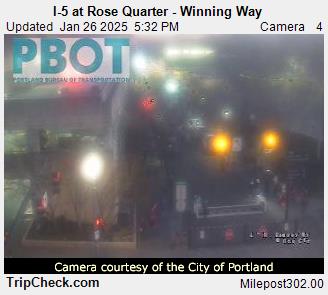 I-5 at Rose Quarter - Winning Way
Updated Jan 26 2025 5:32 PM Camera 4
PBOT
PORTLAND BUREAU OF TRANSPORTATION
Camera courtesy of the City of Portland
TripCheck.com Milepost302.00